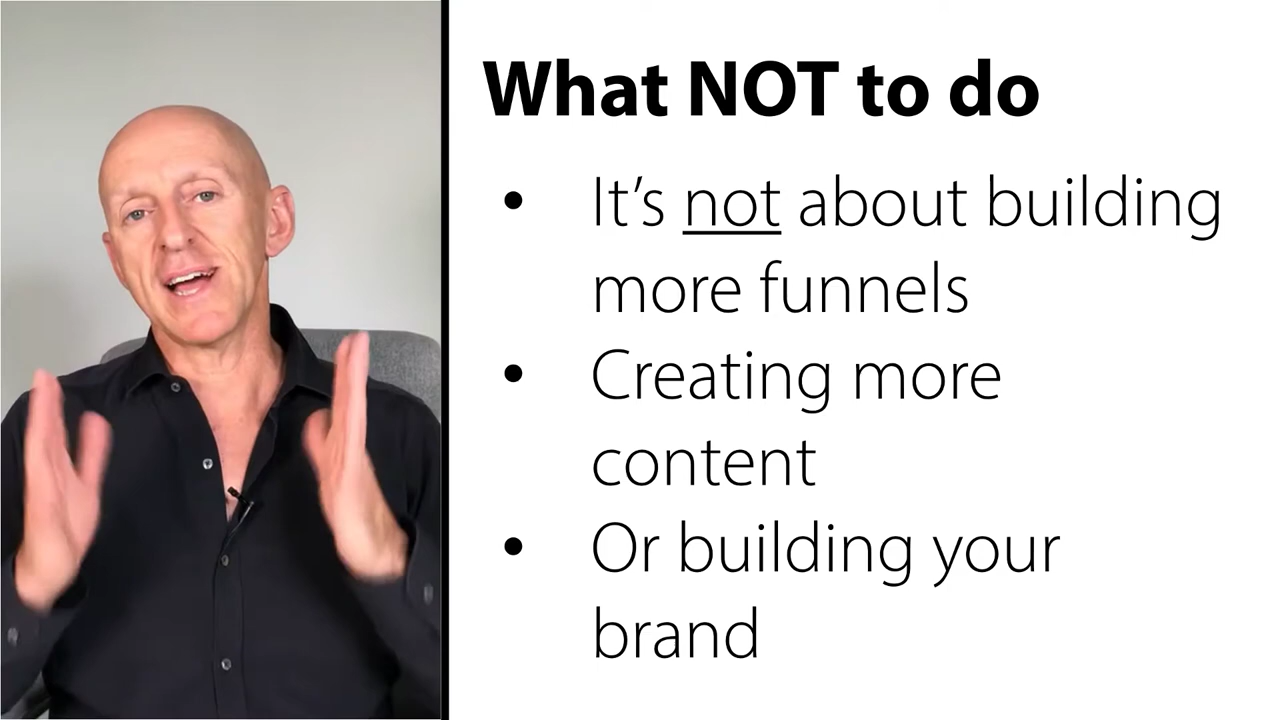 What NOT to do
• It’s not about building
more funnels
• Creating more
content
• Or building your
brand